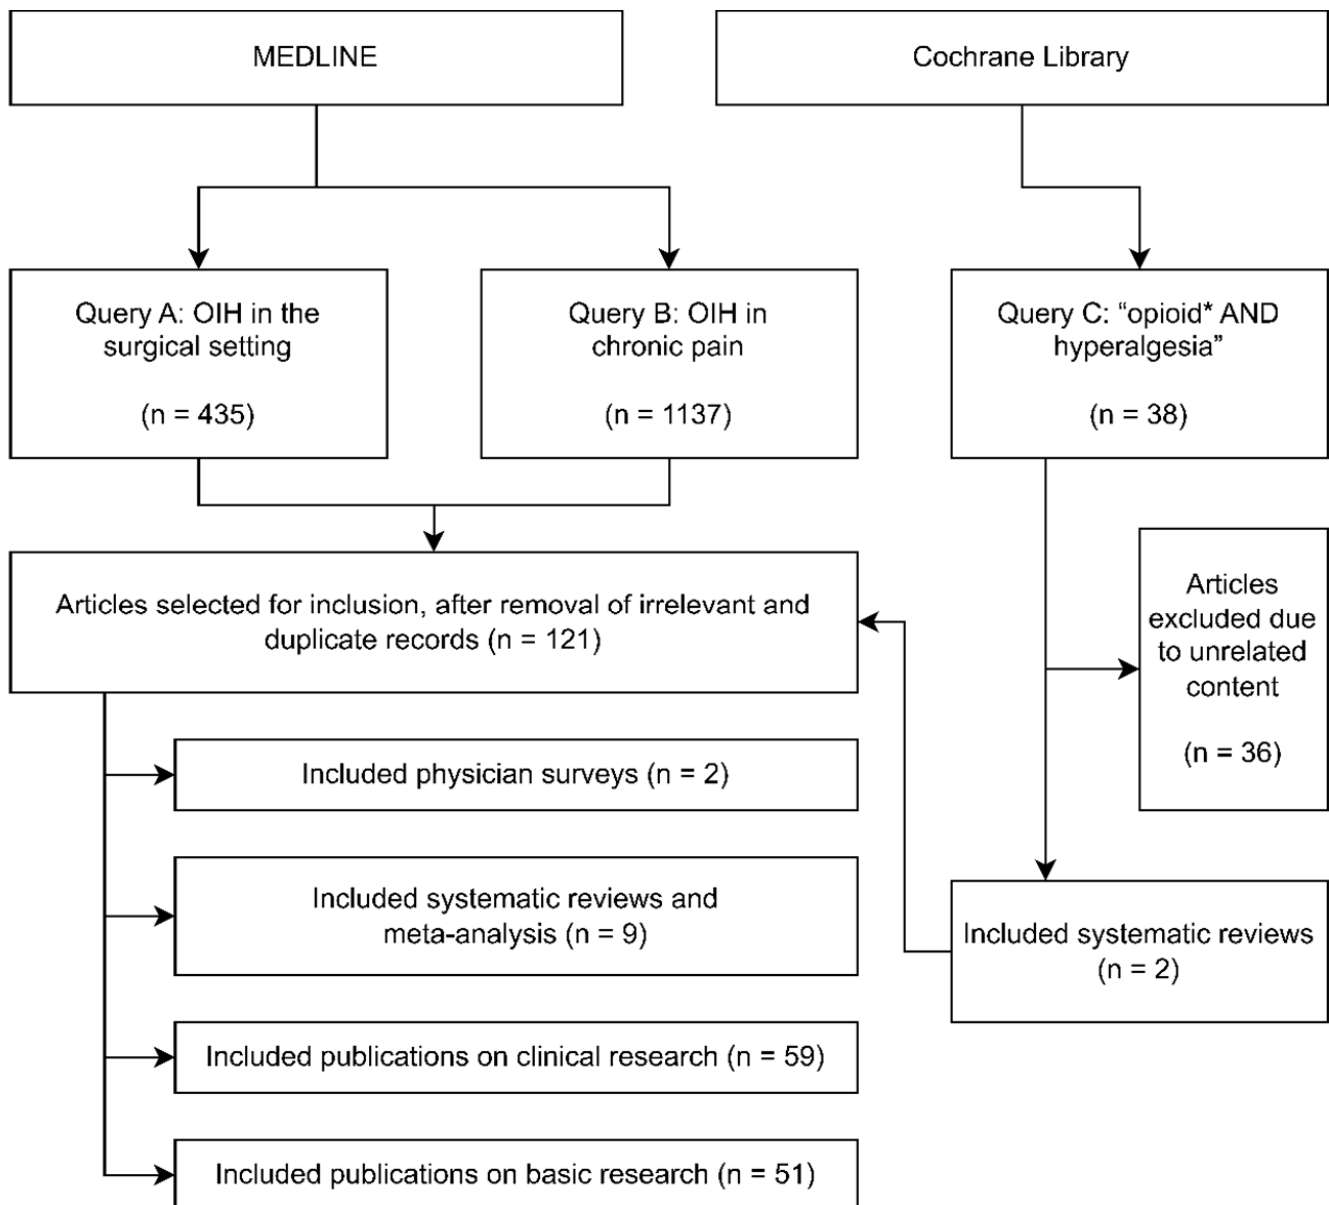 MEDLINE
Cochrane Library
Query A: OIH in the
surgical setting
(n = 435)
Query B: OIH in
chronic pain
(n = 1137)
Query C: “opioid* AND
hyperalgesia”
(n = 38)
Articles selected for inclusion, after removal of irrelevant and
duplicate records (n = 121)
Articles
excluded due
to unrelated
content
(n = 36)
Included physician surveys (n = 2)
Included systematic reviews and
meta-analysis (n = 9)
Included systematic reviews
(n = 2)
Included publications on clinical research (n = 59)
Included publications on basic research (n = 51)